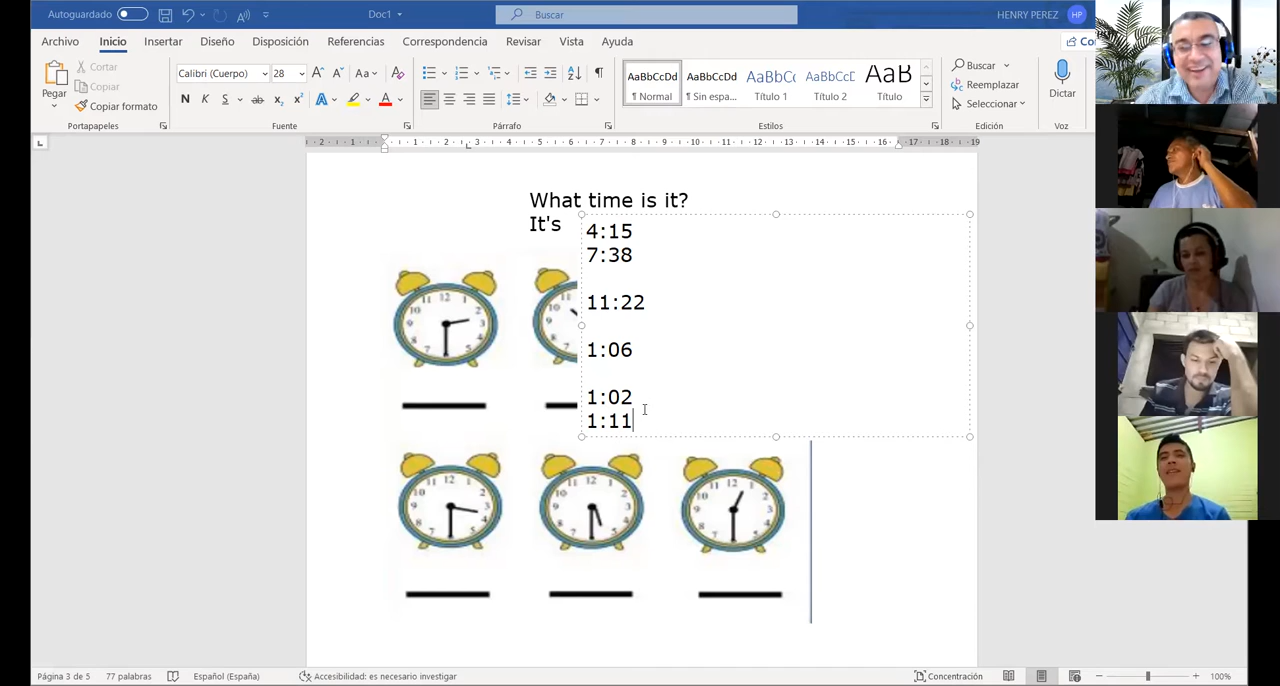 Autoguardado
Doc1
Buscar
HENRY PEREZ
HP
Archivo
Inicio
Insertar
Diseño
Disposición
Referencias
Correspondencia
Revisar
Vista
Ayuda
Pegar
Cortar
Copiar
Copiar formato
Portapapeles
Calibri (Cuerpo)
28
Fuente
Párrafo
AaBbCcDd
¶ Normal
AaBbCcDd
¶ Sin espa...
AaBbCc
Título 1
AaBbCcD
Título 2
AaB
Título
Estilos
Buscar
Reemplazar
Seleccionar
Edición
Dictar
Voz
What time is it?
It's
4:15
7:38
11:22
1:06
1:02
1:11
Página 3 de 5
77 palabras
Español (España)
Accesibilidad: es necesario investigar
Concentración
100%